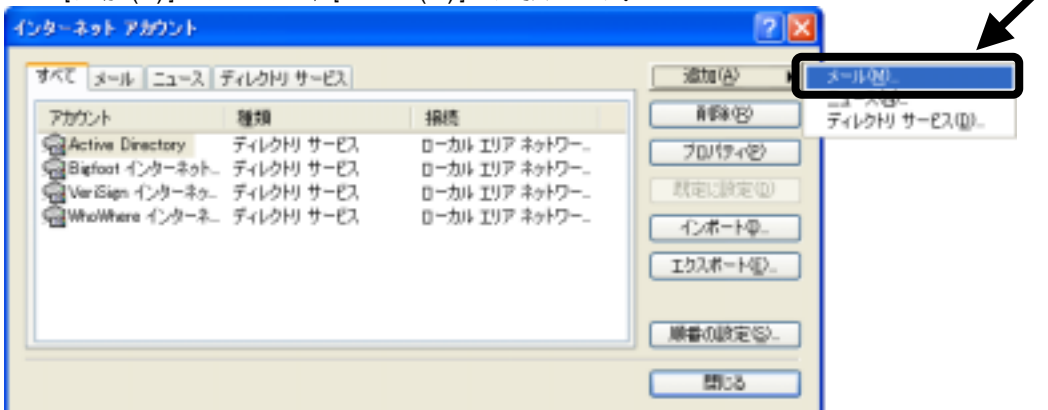 インターネット アカウント
すべて メール ニュース ディレクトリ サービス
追加(A)
メール(M)...
ディレクトリ サービス(D)...
アカウント 種類 接続
削除(R)
Active Directory ディレクトリ サービス ローカル エリア ネットワー...
Bigfoot インターネット... ディレクトリ サービス ローカル エリア ネットワー...
VeriSign インターネッ... ディレクトリ サービス ローカル エリア ネットワー...
WhoWhere インターネ... ディレクトリ サービス ローカル エリア ネットワー...
プロパティ(P)
既定に設定(D)
インポート(I)...
エクスポート(E)...
順番の設定(S)...
閉じる